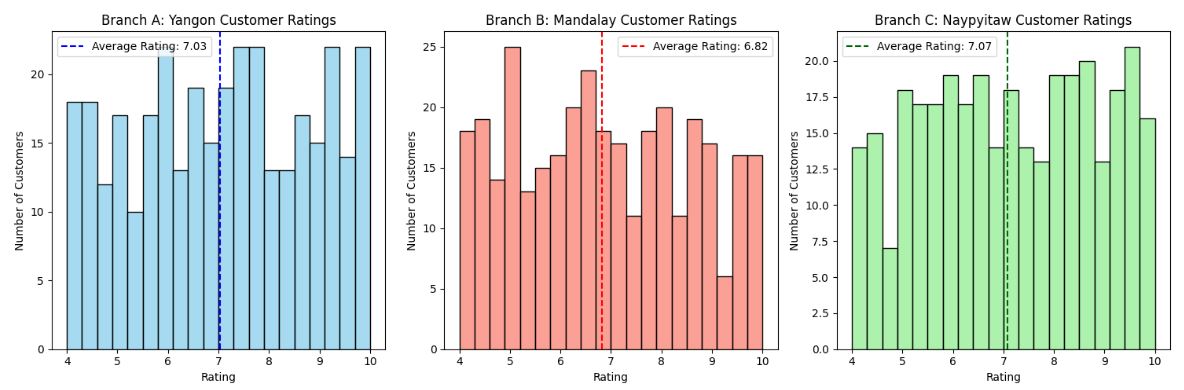 Branch A: Yangon Customer Ratings
Average Rating: 7.03
Number of Customers
20
15
10
5
0
4 5 6 7 8 9 10
Rating
Branch B: Mandalay Customer Ratings
Average Rating: 6.82
Number of Customers
25
20
15
10
5
0
4 5 6 7 8 9 10
Rating
Branch C: Naypyitaw Customer Ratings
Average Rating: 7.07
Number of Customers
20.0
17.5
15.0
12.5
10.0
7.5
5.0
2.5
0.0
4 5 6 7 8 9 10
Rating